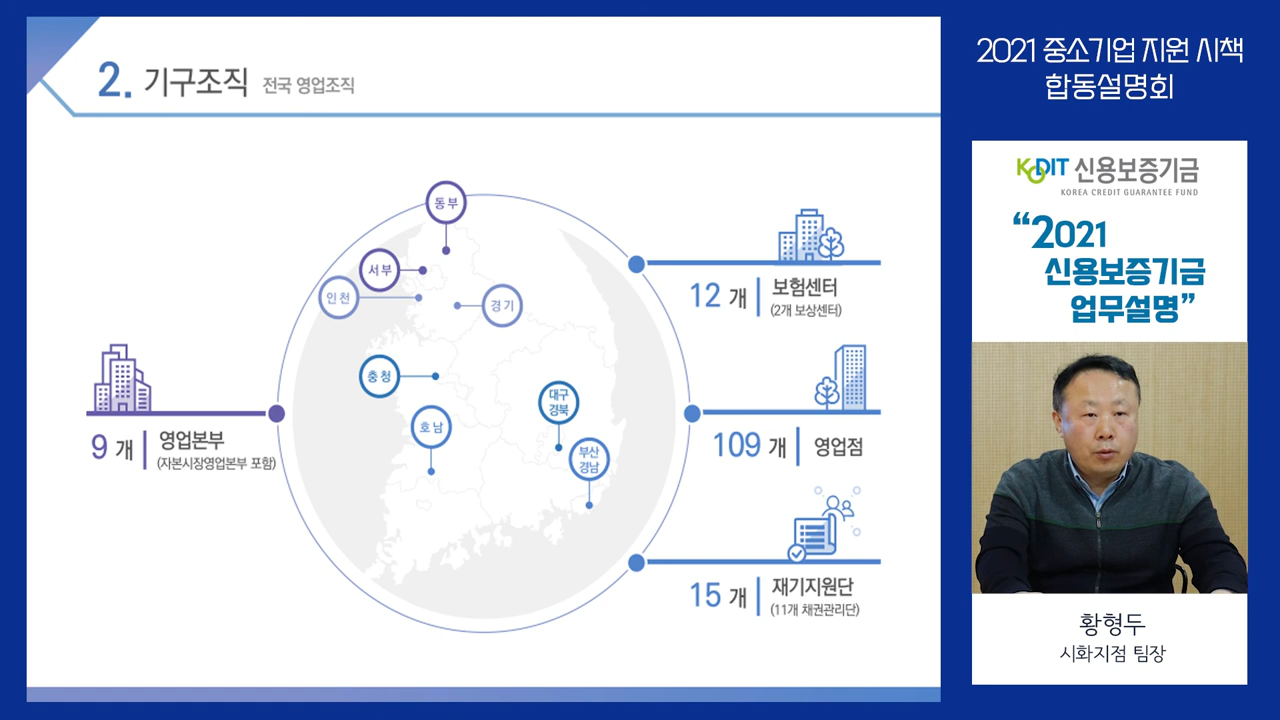 2. 기구조직 전국 영업조직
동부
서부
인천
경기
충청
호남
대구
경북
부산
경남
9 개
영업본부
(자본시장영업본부 포함)
12 개
보험센터
(2개 보상센터)
109 개
영업점
15 개
재기지원단
(11개 채권관리단)
2021 중소기업 지원 시책
합동설명회
KODIT 신용보증기금
KOREA CREDIT GUARANTEE FUND
“2021
신용보증기금
업무설명”
황형두
시화지점 팀장